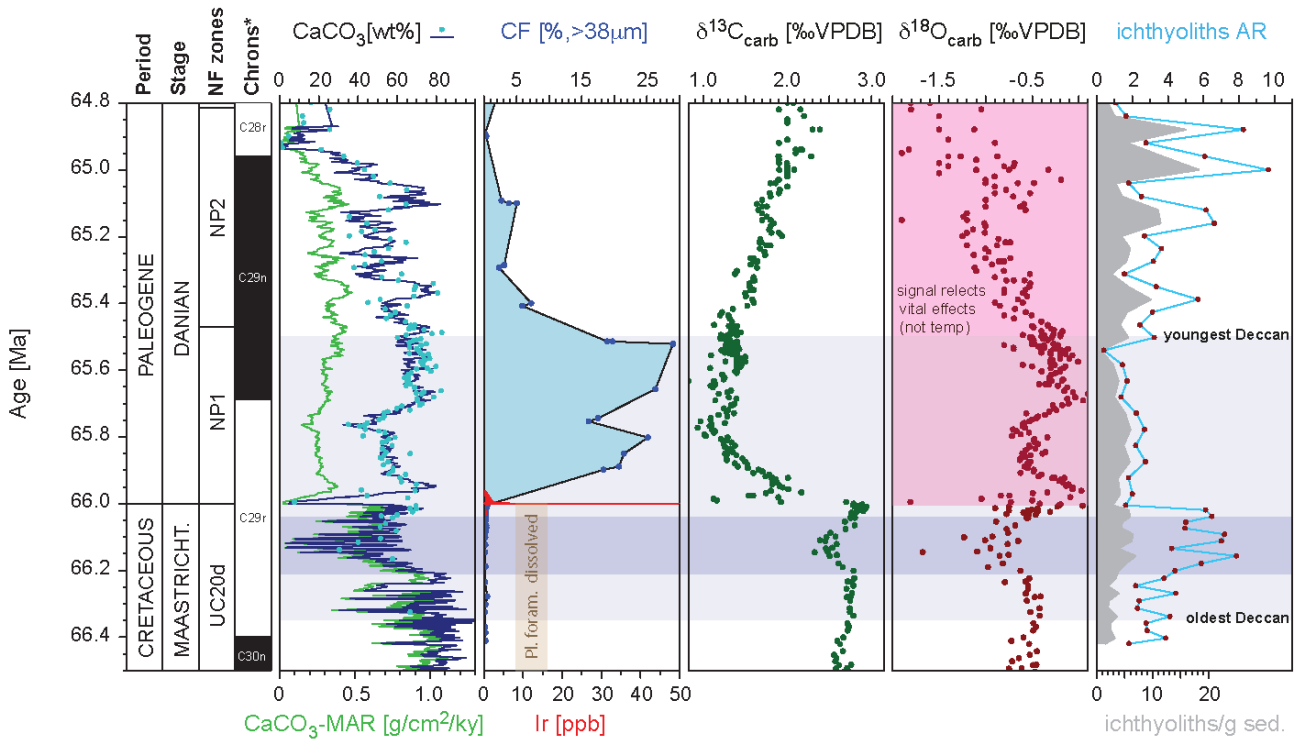 Period
Stage
NF zones
Chrons*
CaCO3[wt%]
CF [%,>38µm]
δ13Ccarb [‰VPDB]
δ18Ocarb [‰VPDB]
ichthyoliths AR
0 20 40 60 80
5 15 25
1.0 2.0 3.0
-1.5 -0.5
0 2 4 6 8 10
Age [Ma]
64.8
65.0
65.2
65.4
65.6
65.8
66.0
66.2
66.4
PALEOGENE
CRETACEOUS
DANIAN
MAASTRICHT.
NP2
NP1
UC20d
C28r
C29n
C29r
C30n
Pl. foram. dissolved
signal relects
vital effects
(not temp)
youngest Deccan
oldest Deccan
0 0.5 1.0
0 10 20 30 40 50
0 10 20
CaCO3-MAR [g/cm2/ky]
Ir [ppb]
ichthyoliths/g sed.